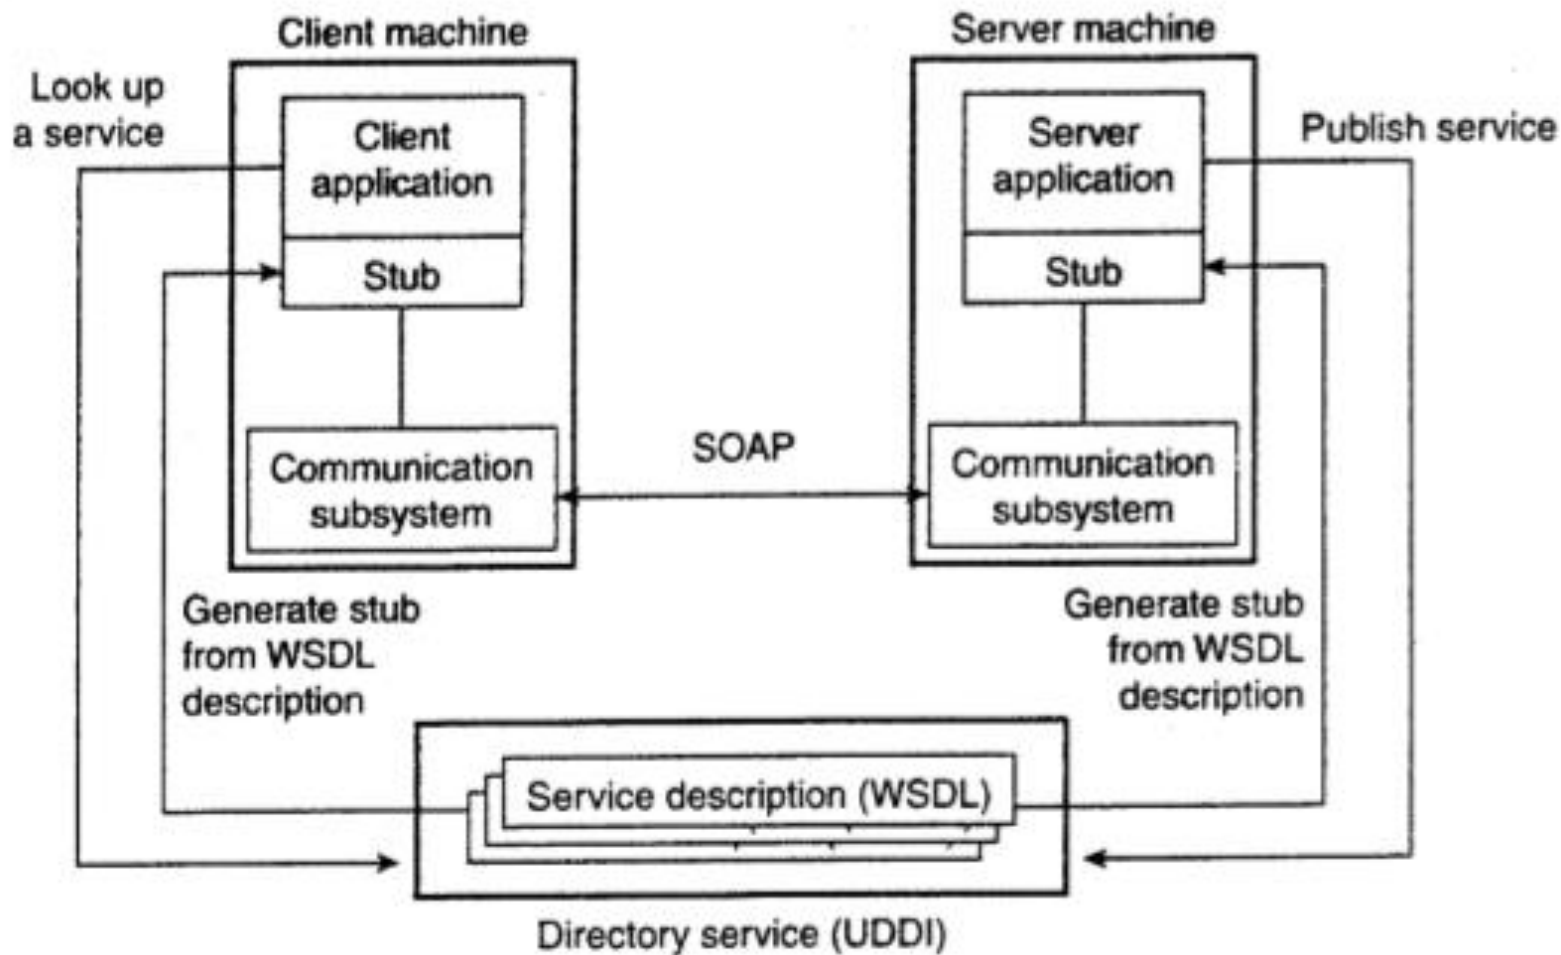 Client machine
Server machine
Look up
a service
Client
application
Stub
Communication
subsystem
SOAP
Server
application
Stub
Communication
subsystem
Publish service
Generate stub
from WSDL
description
Generate stub
from WSDL
description
Service description (WSDL)
Directory service (UDDI)